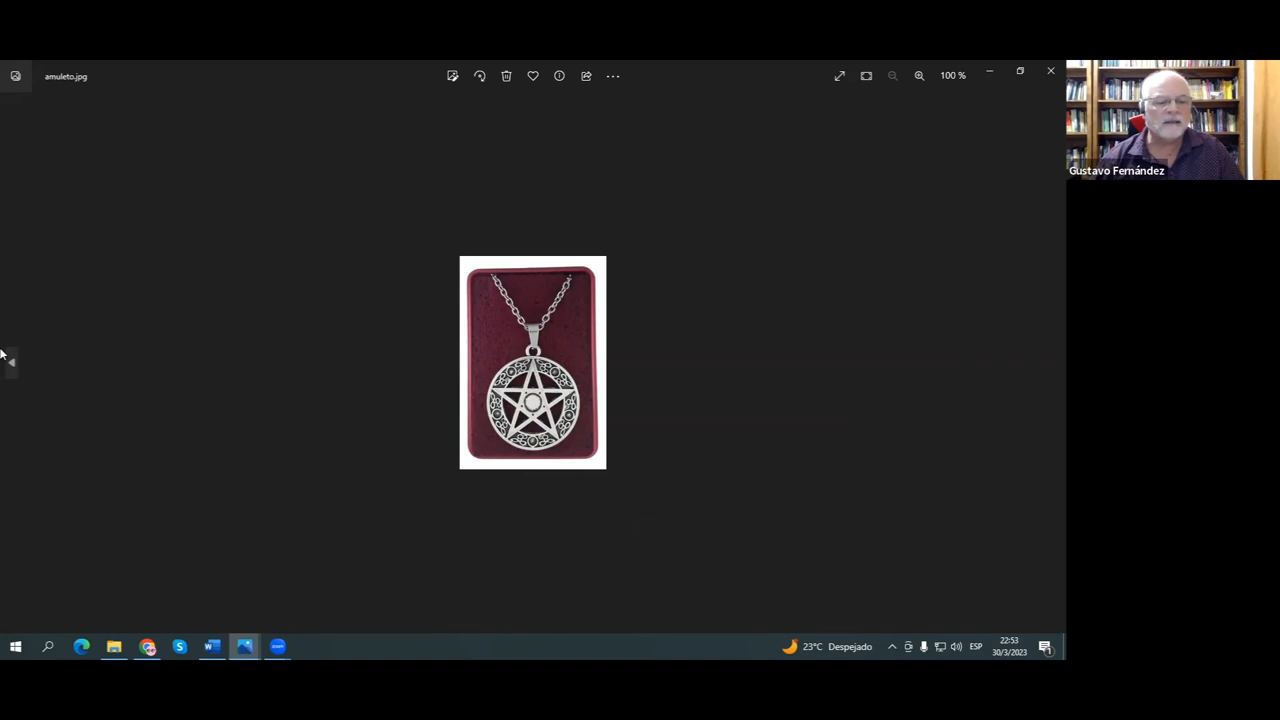 amuleto.jpg
100 %
Gustavo Fernández
23°C Despejado
ESP
22:53
30/3/2023